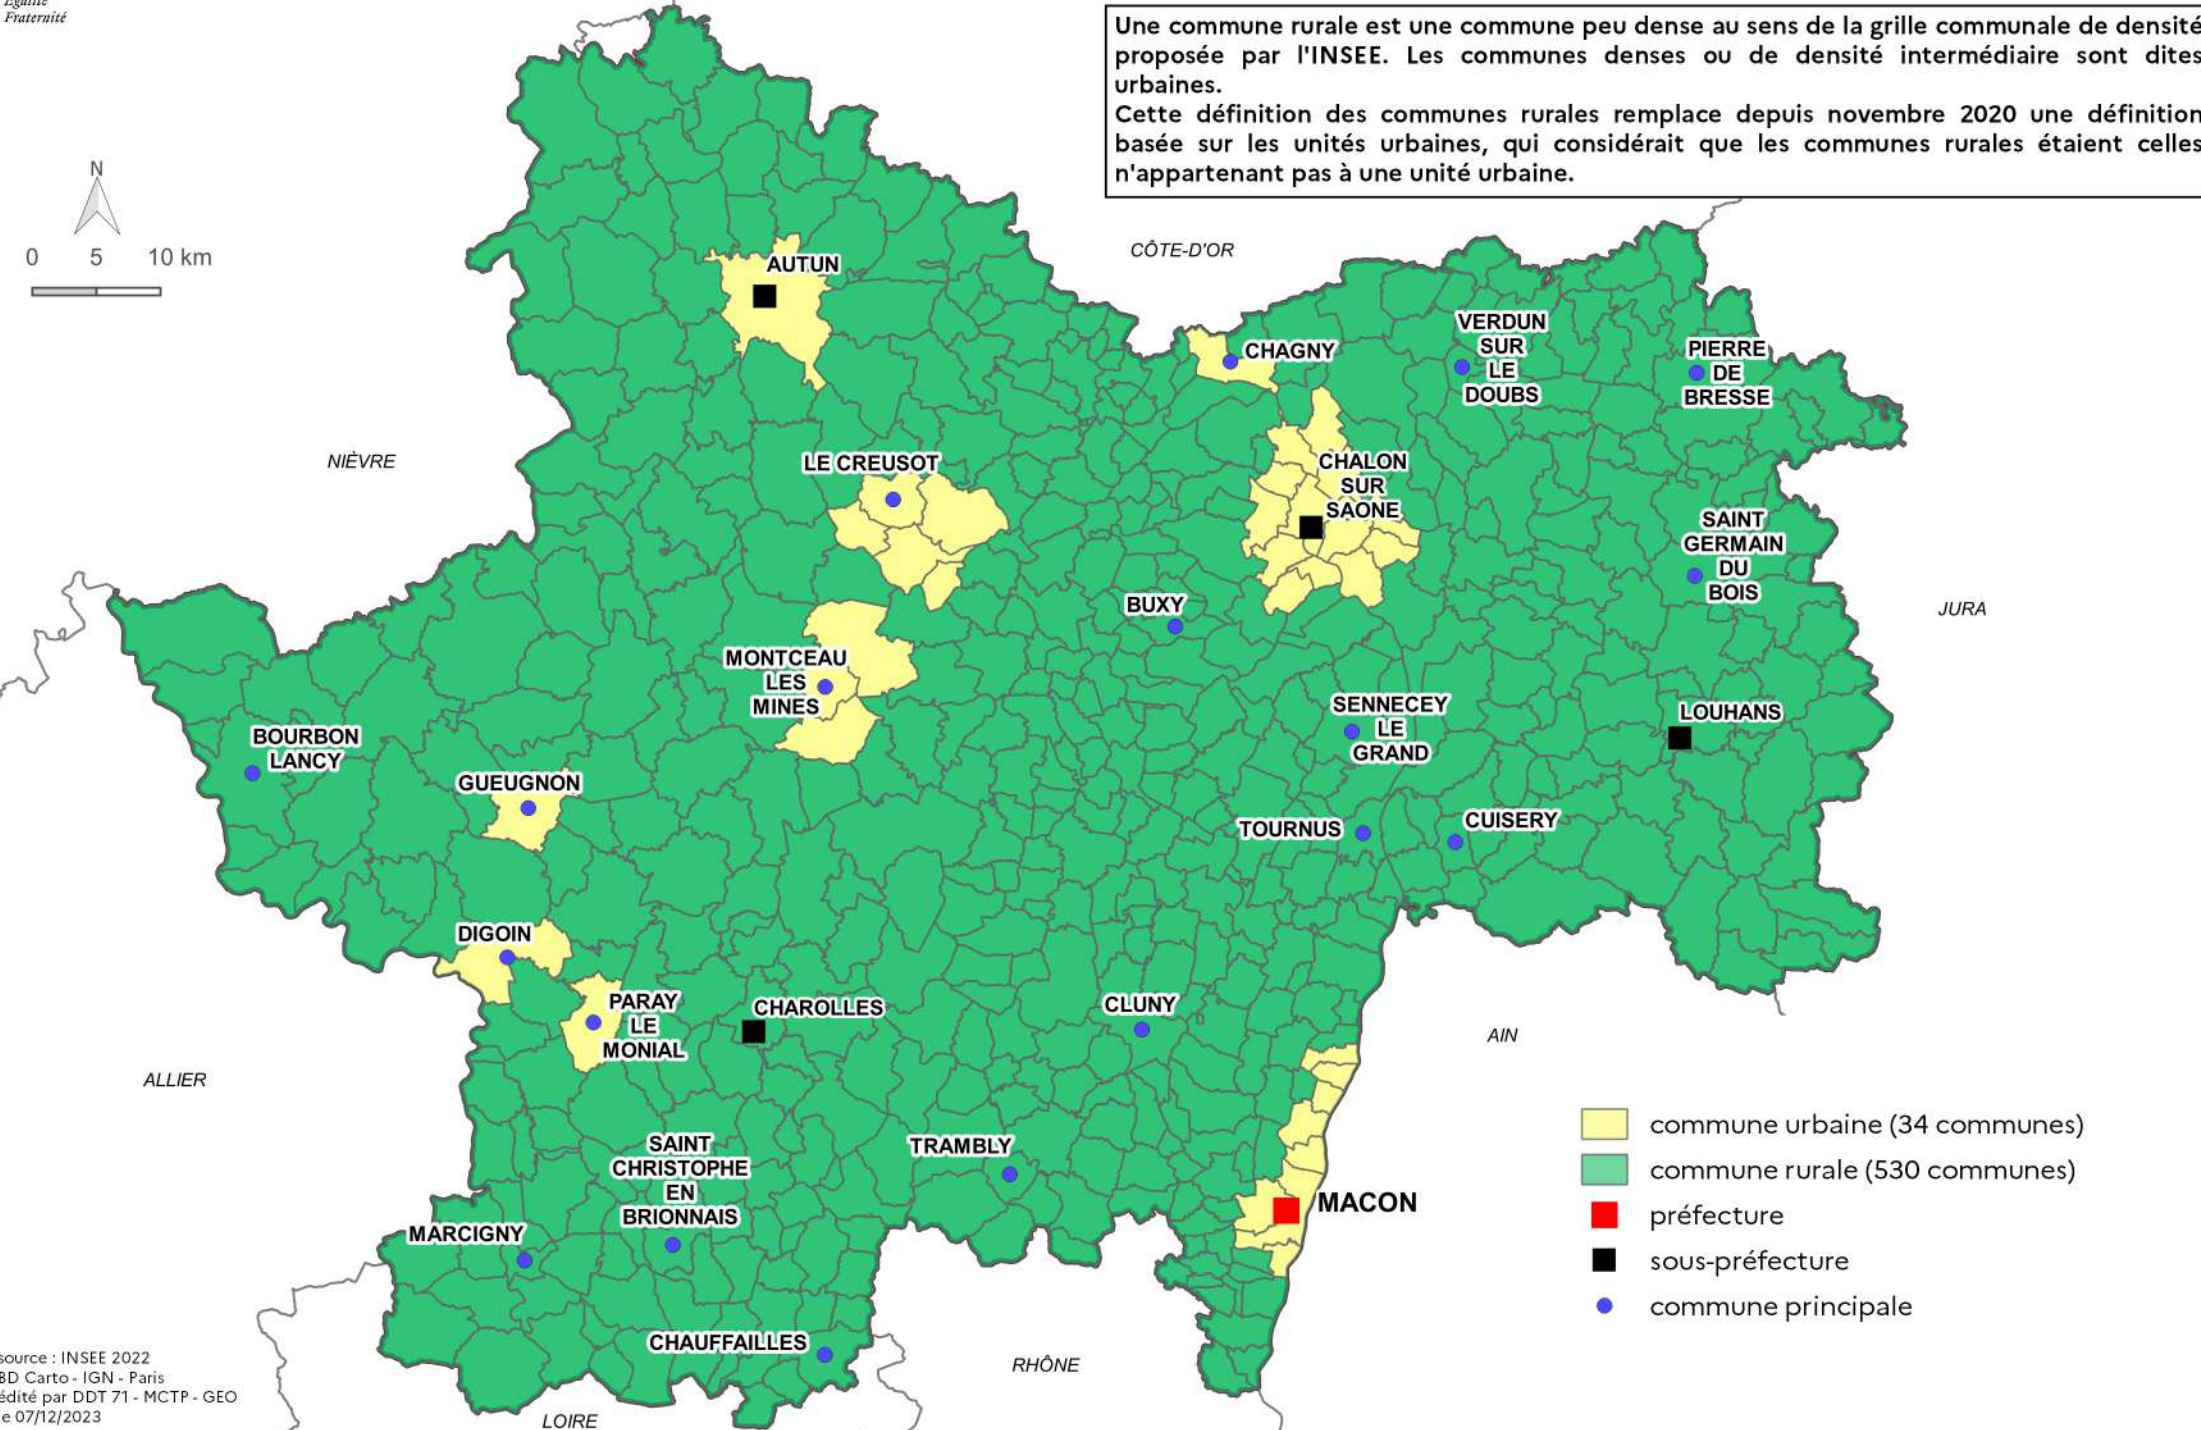 Égalité
Fraternité
Une commune rurale est une commune peu dense au sens de la grille communale de densité
proposée par l'INSEE. Les communes denses ou de densité intermédiaire sont dites
urbaines.
Cette définition des communes rurales remplace depuis novembre 2020 une définition
basée sur les unités urbaines, qui considérait que les communes rurales étaient celles
n'appartenant pas à une unité urbaine.
N
0 5 10 km
CÔTE-D'OR
AUTUN
VERDUN
SUR
LE
DOUBS
CHAGNY
PIERRE
DE
BRESSE
NIÈVRE
LE CREUSOT
CHALON
SUR
SAONE
SAINT
GERMAIN
DU
BOIS
BUXY
JURA
MONTCEAU
LES
MINES
SENNECEY
LE
GRAND
LOUHANS
BOURBON
LANCY
GUEUGNON
TOURNUS
CUISERY
DIGOIN
PARAY
LE
MONIAL
CHAROLLES
CLUNY
AIN
ALLIER
SAINT
CHRISTOPHE
EN
BRIONNAIS
TRAMBLY
MACON
MARCIGNY
CHAUFFAILLES
RHÔNE
LOIRE
commune urbaine (34 communes)
commune rurale (530 communes)
préfecture
sous-préfecture
commune principale
source : INSEE 2022
BD Carto - IGN - Paris
édité par DDT 71 - MCTP - GEO
e 07/12/2023